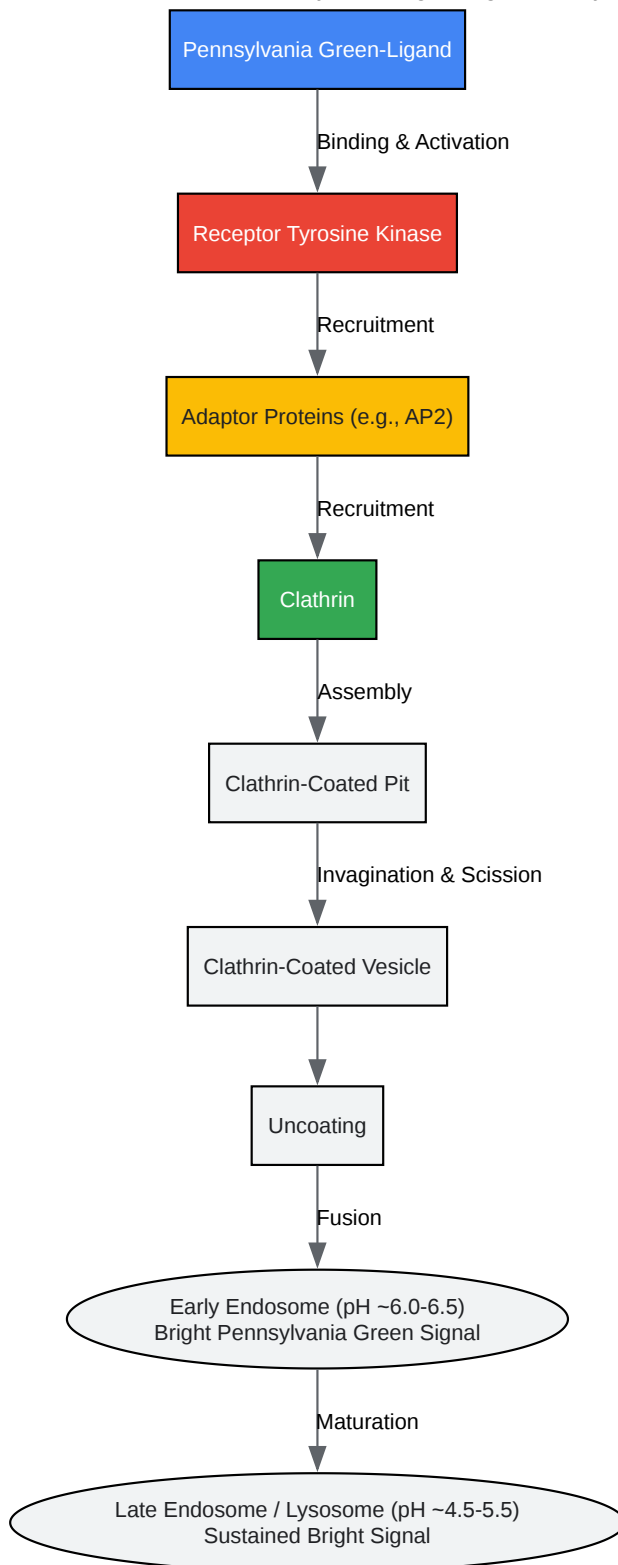 Pennsylvania Green-Ligand
Binding & Activation
Receptor Tyrosine Kinase
Recruitment
Adaptor Proteins (e.g., AP2)
Recruitment
Clathrin
Assembly
Clathrin-Coated Pit
Invagination & Scission
Clathrin-Coated Vesicle
Uncoating
Fusion
Early Endosome (pH ~6.0-6.5)
Bright Pennsylvania Green Signal
Maturation
Late Endosome / Lysosome (pH ~4.5-5.5)
Sustained Bright Signal